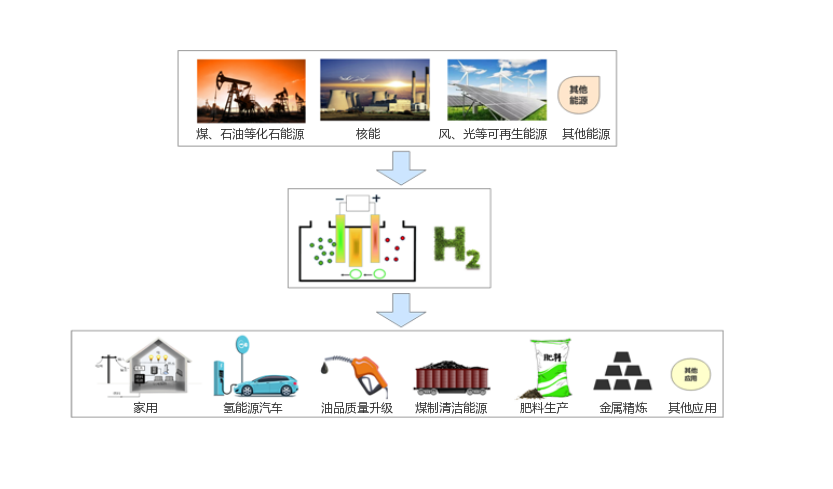 其他
能源
煤、石油等化石能源
核能
风、光等可再生能源
其他能源
− +
H2
肥料
其他
应用
家用
氢能源汽车
油品质量升级
煤制清洁能源
肥料生产
金属精炼
其他应用